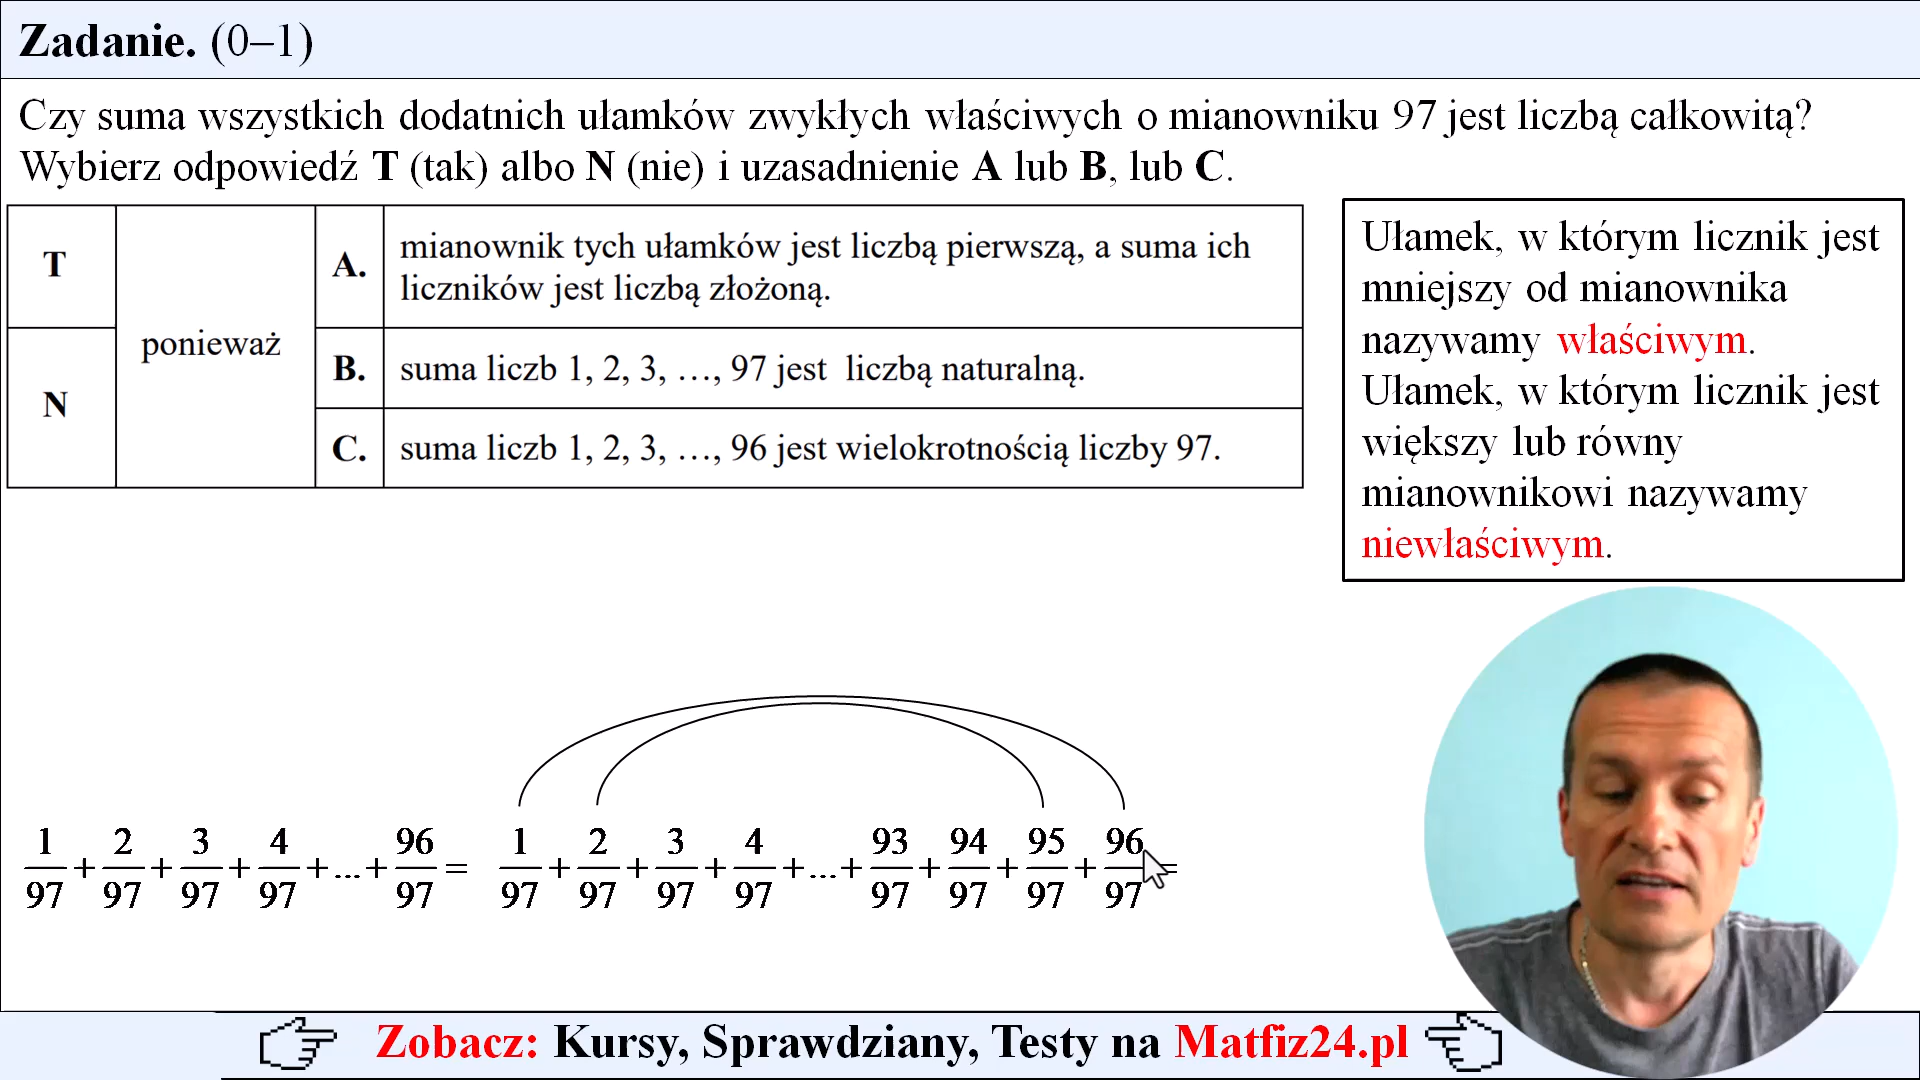 Zadanie. (0–1)
Czy suma wszystkich dodatnich ułamków zwykłych właściwych o mianowniku 97 jest liczbą całkowitą?
Wybierz odpowiedź T (tak) albo N (nie) i uzasadnienie A lub B, lub C.
T
N
ponieważ
A. mianownik tych ułamków jest liczbą pierwszą, a suma ich
liczników jest liczbą złożoną.
B. suma liczb 1, 2, 3, …, 97 jest liczbą naturalną.
C. suma liczb 1, 2, 3, …, 96 jest wielokrotnością liczby 97.
Ułamek, w którym licznik jest
mniejszy od mianownika
nazywamy właściwym.
Ułamek, w którym licznik jest
większy lub równy
mianownikowi nazywamy
niewłaściwym.
1/97 + 2/97 + 3/97 + 4/97 + ... + 96/97 = 1/97 + 2/97 + 3/97 + 4/97 + ... + 93/97 + 94/97 + 95/97 + 96/97 =
Zobacz: Kursy, Sprawdziany, Testy na Matfiz24.pl